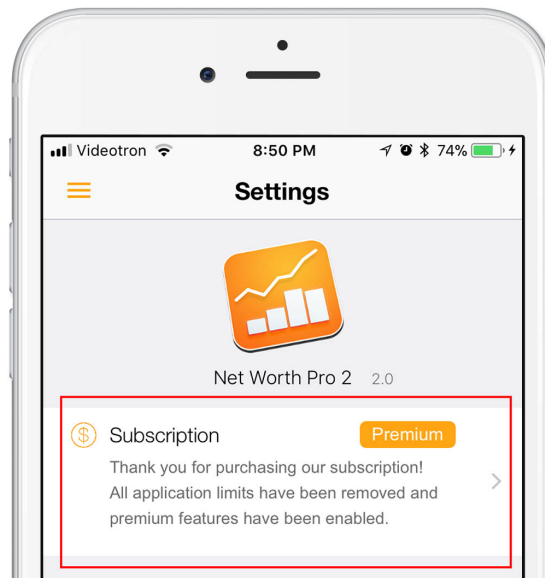 Videotron 8:50 PM 74%
Settings
Net Worth Pro 2 2.0
Subscription Premium
Thank you for purchasing our subscription!
All application limits have been removed and
premium features have been enabled.